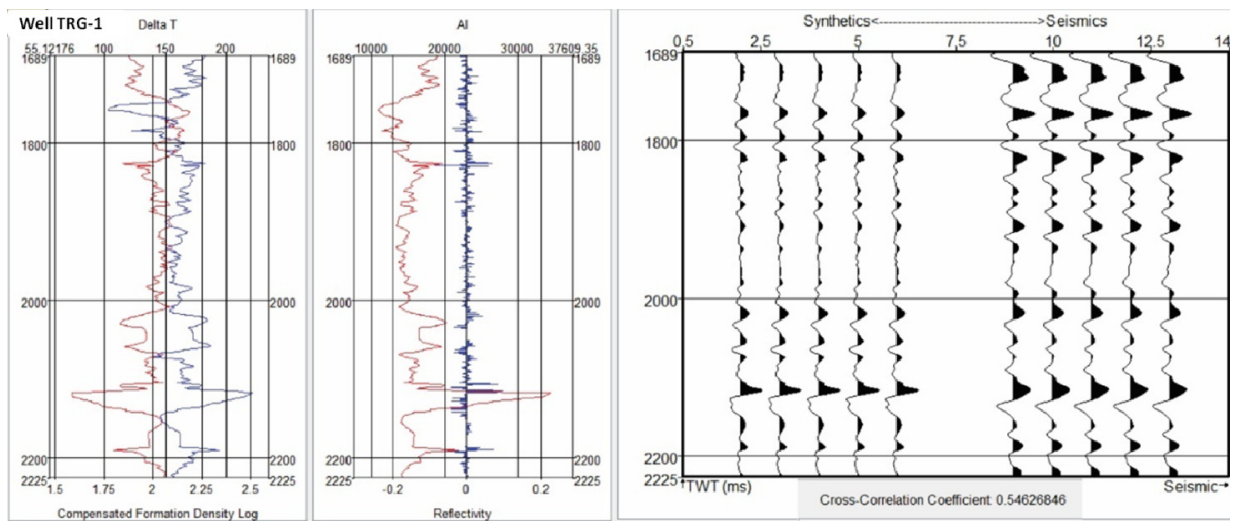 Well TRG-1
Delta T
55.12176 100 150 200
1689 1689
1800 1800
2000 2000
2200 2200
2225 2225
1.5 1.75 2 2.25 2.5
Compensated Formation Density Log
AI
10000 20000 30000 37609.35
1689 1689
1800 1800
2000 2000
2200 2200
2225 2225
-0.2 0 0.2
Reflectivity
Synthetics<-------------------------->Seismics
0.5 2.5 5 7.5 10.0 12.5 14
1689
1800
2000
2200
2225
↑TWT (ms) Seismic→
Cross-Correlation Coefficient: 0.54626846